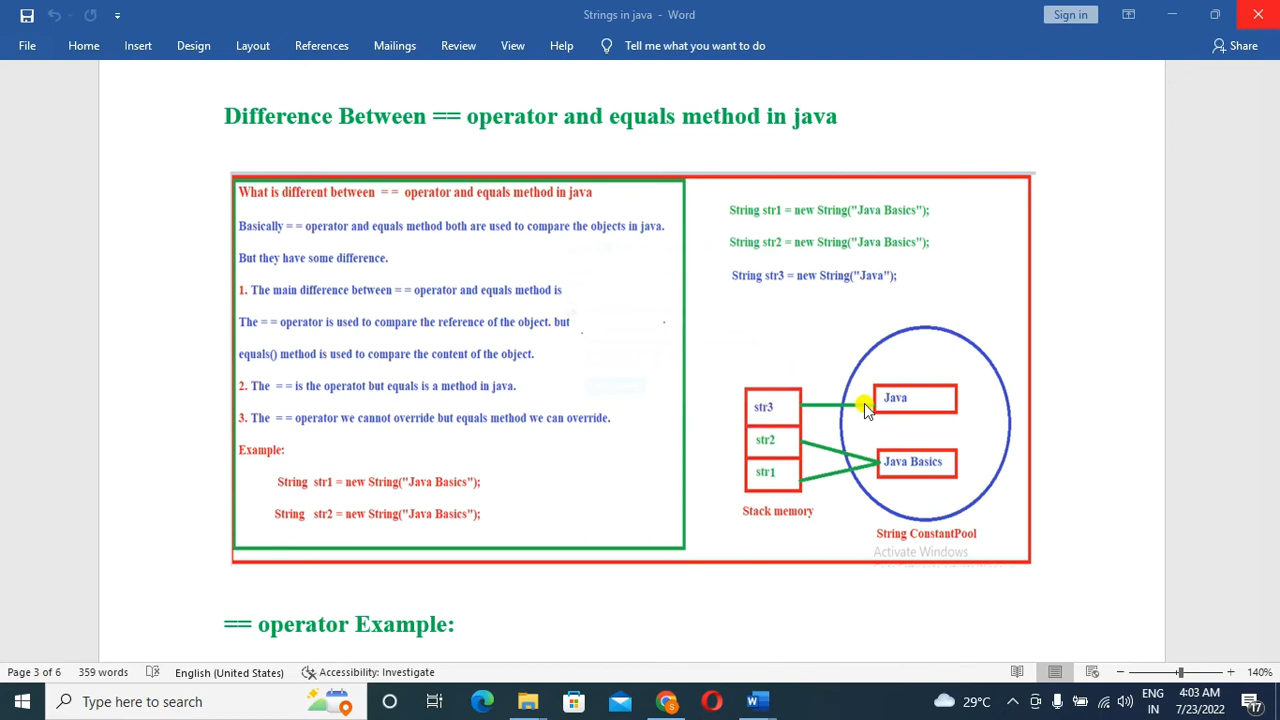 Strings in java - Word
Sign in
File Home Insert Design Layout References Mailings Review View Help Tell me what you want to do Share
Difference Between == operator and equals method in java
What is different between = = operator and equals method in java
Basically = = operator and equals method both are used to compare the objects in java.
But they have some difference.
1. The main difference between = = operator and equals method is
The = = operator is used to compare the reference of the object. but
equals() method is used to compare the content of the object.
2. The = = is the operatot but equals is a method in java.
3. The = = operator we cannot override but equals method we can override.
Example:
String str1 = new String("Java Basics");
String str2 = new String("Java Basics");
String str1 = new String("Java Basics");
String str2 = new String("Java Basics");
String str3 = new String("Java");
str3
str2
str1
Stack memory
Java
Java Basics
String ConstantPool
Activate Windows
== operator Example:
Page 3 of 6 359 words English (United States) Accessibility: Investigate 140%
Type here to search
29°C
ENG
IN
4:03 AM
7/23/2022
17